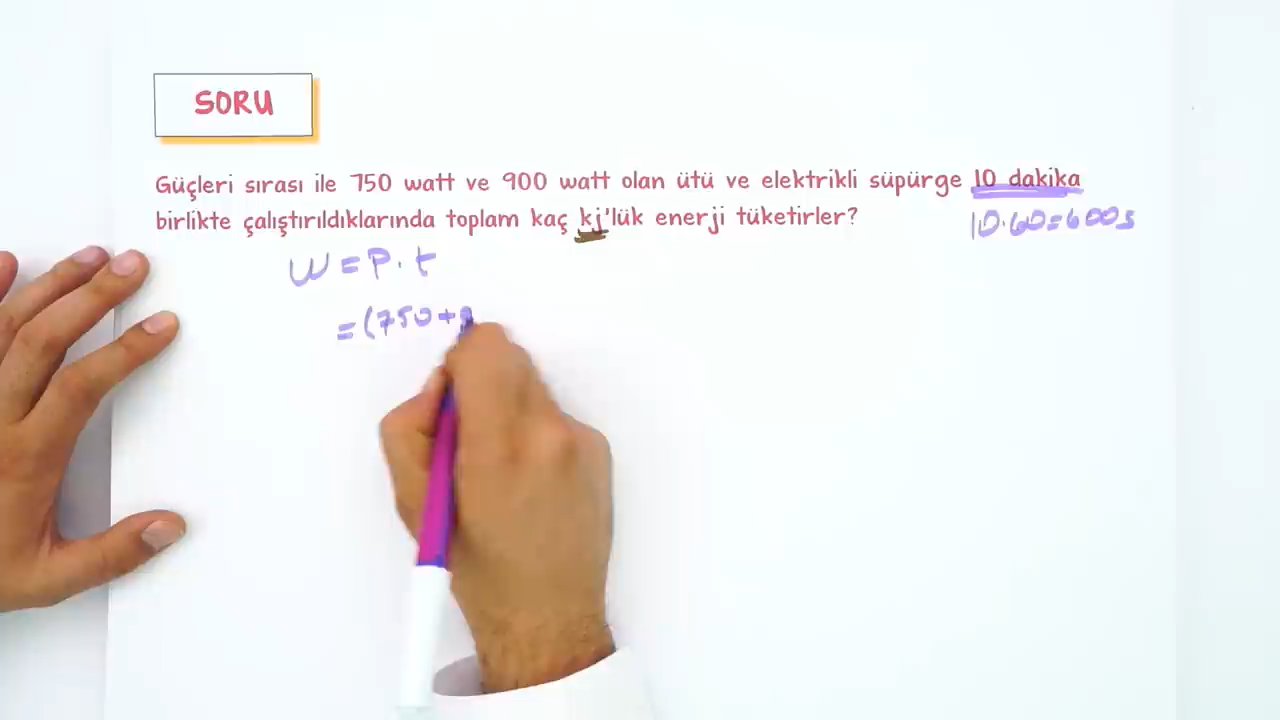 SORU
Güçleri sırası ile 750 watt ve 900 watt olan ütü ve elektrikli süpürge 10 dakika
birlikte çalıştırıldıklarında toplam kaç kj'lük enerji tüketirler?
10.60=600s
W=P.t
=(750+